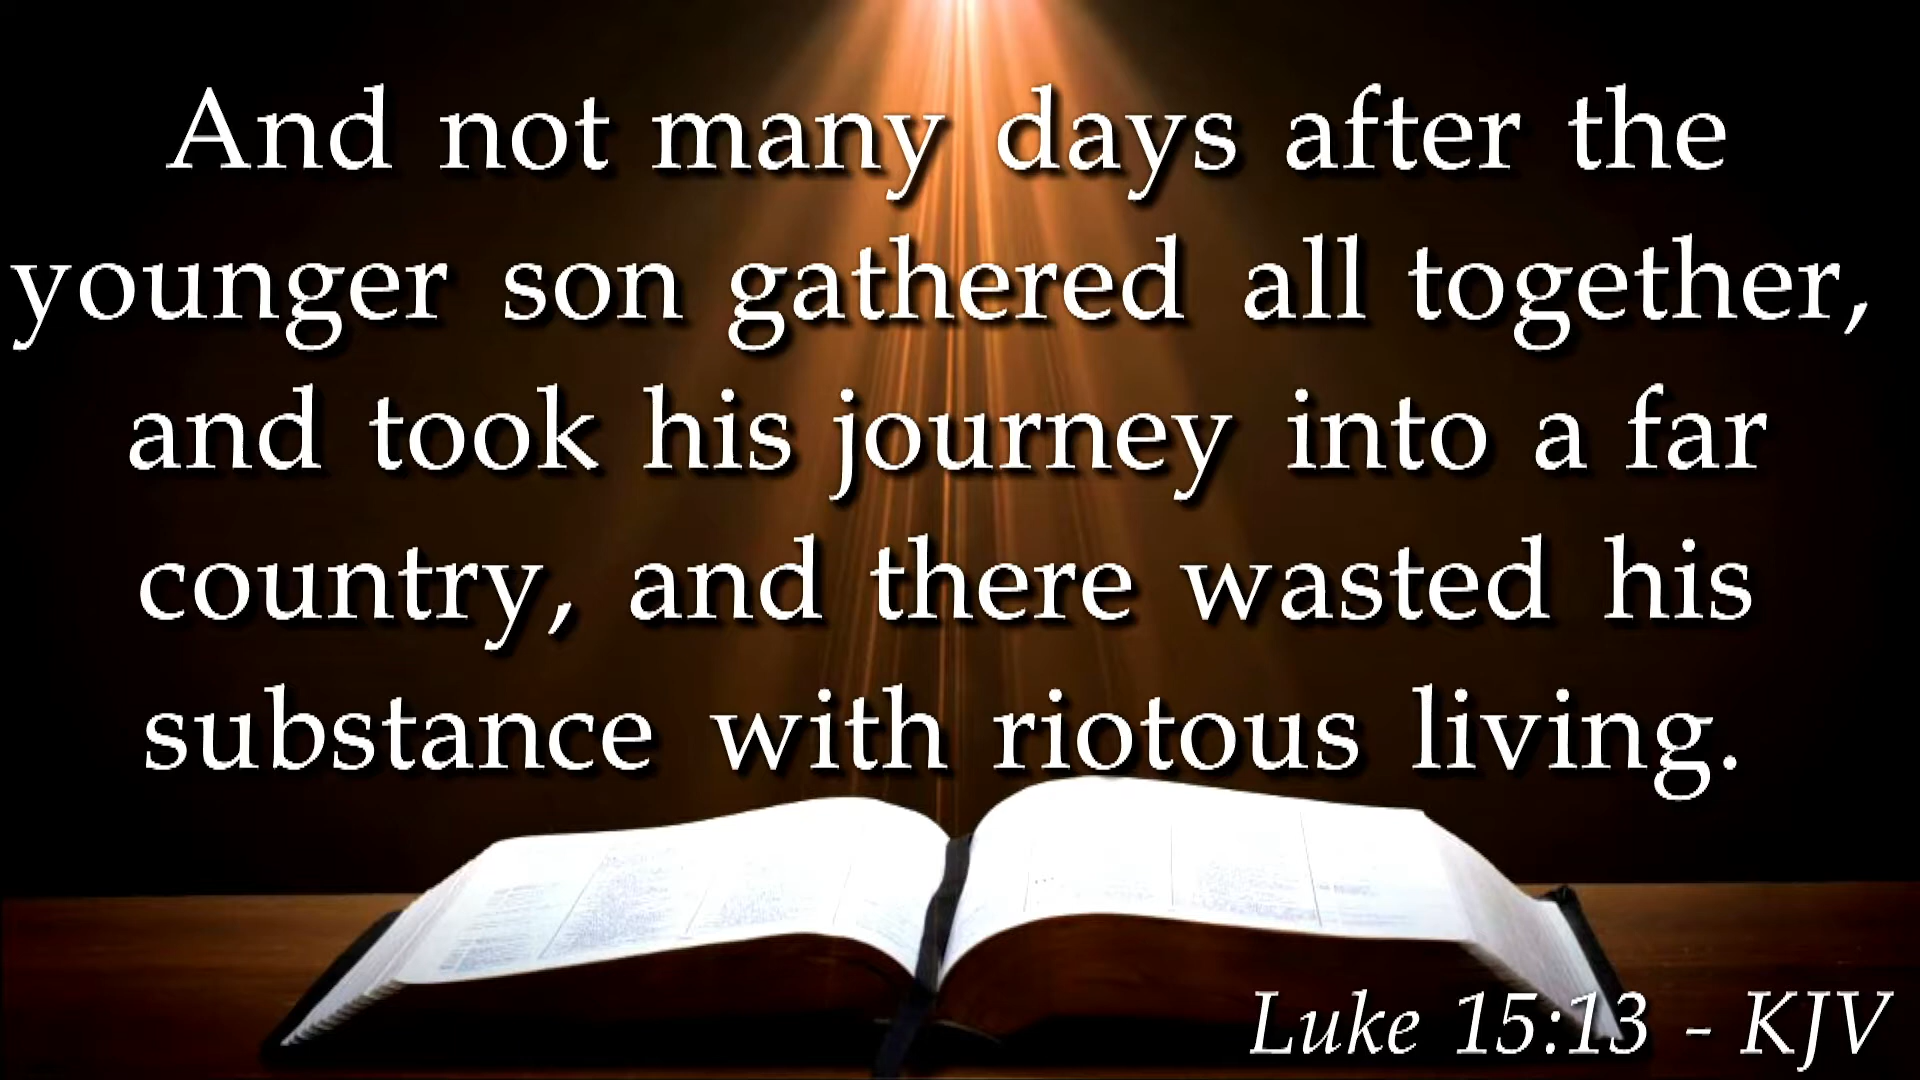 And not many days after the
younger son gathered all together,
and took his journey into a far
country, and there wasted his
substance with riotous living.
Luke 15:13 - KJV